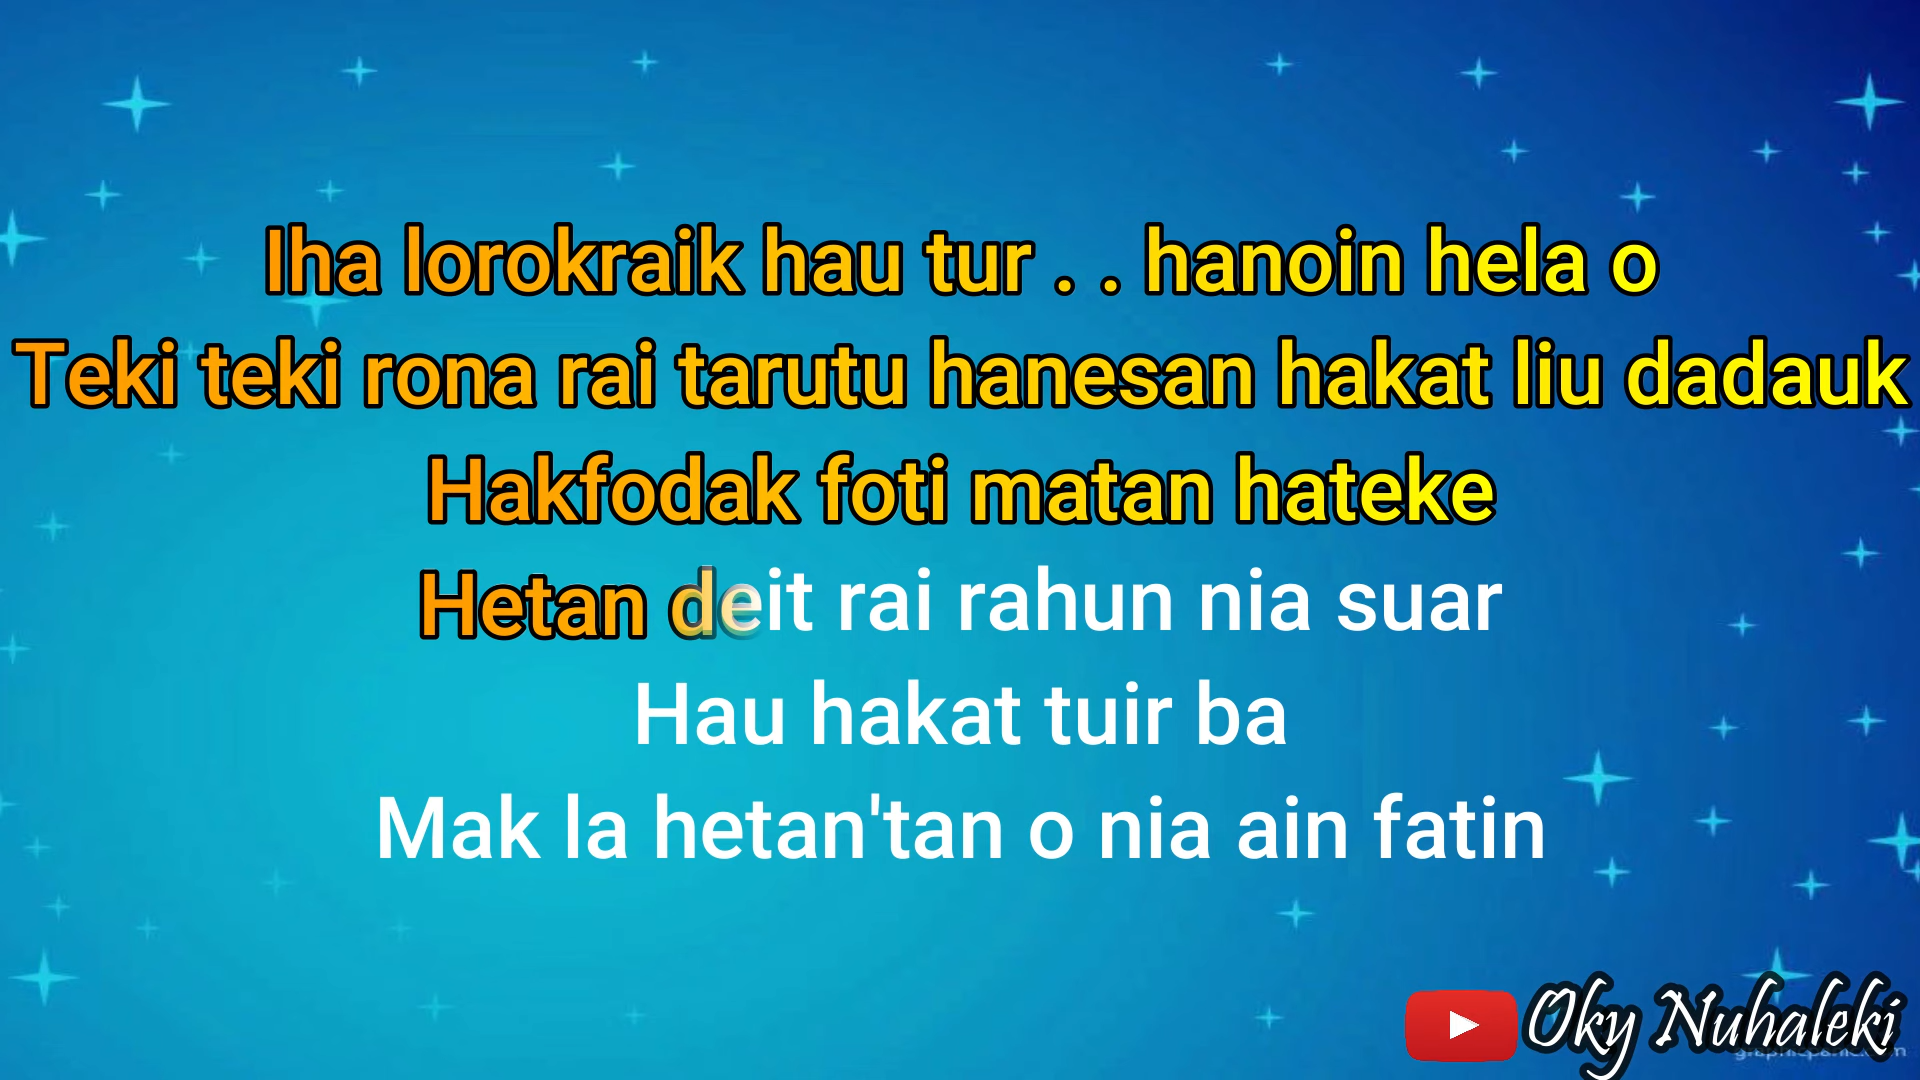 Iha lorokraik hau tur . . hanoin hela o
Teki teki rona rai tarutu hanesan hakat liu dadauk
Hakfodak foti matan hateke
Hetan deit rai rahun nia suar
Hau hakat tuir ba
Mak la hetan'tan o nia ain fatin
Oky Nuhaleki